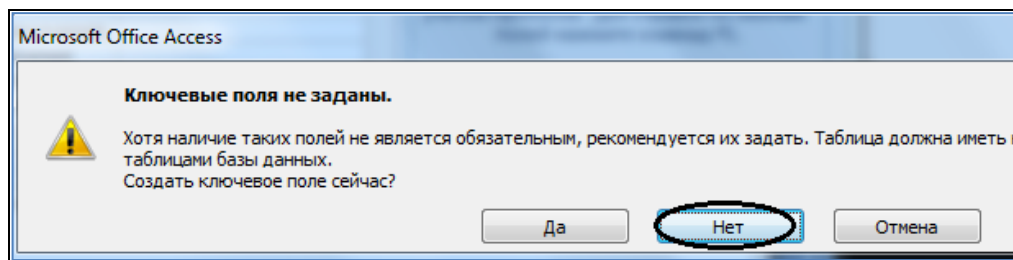 Microsoft Office Access
Ключевые поля не заданы.
Хотя наличие таких полей не является обязательным, рекомендуется их задать. Таблица должна иметь
таблицами базы данных.
Создать ключевое поле сейчас?
Да
Нет
Отмена